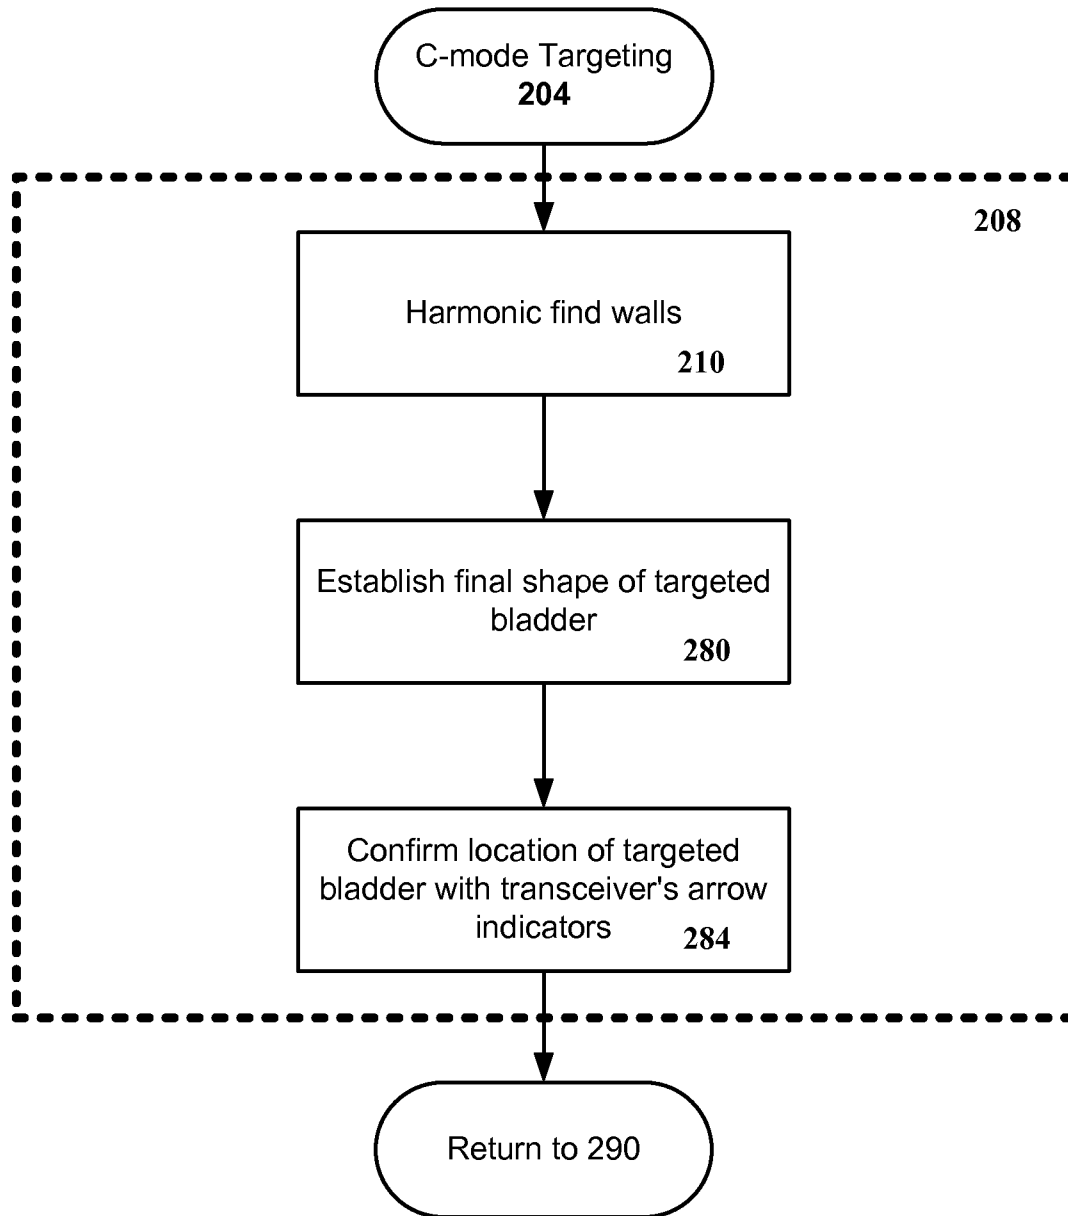 C-mode Targeting
204
208
Harmonic find walls
210
Establish final shape of targeted
bladder
280
Confirm location of targeted
bladder with transceiver's arrow
indicators
284
Return to 290